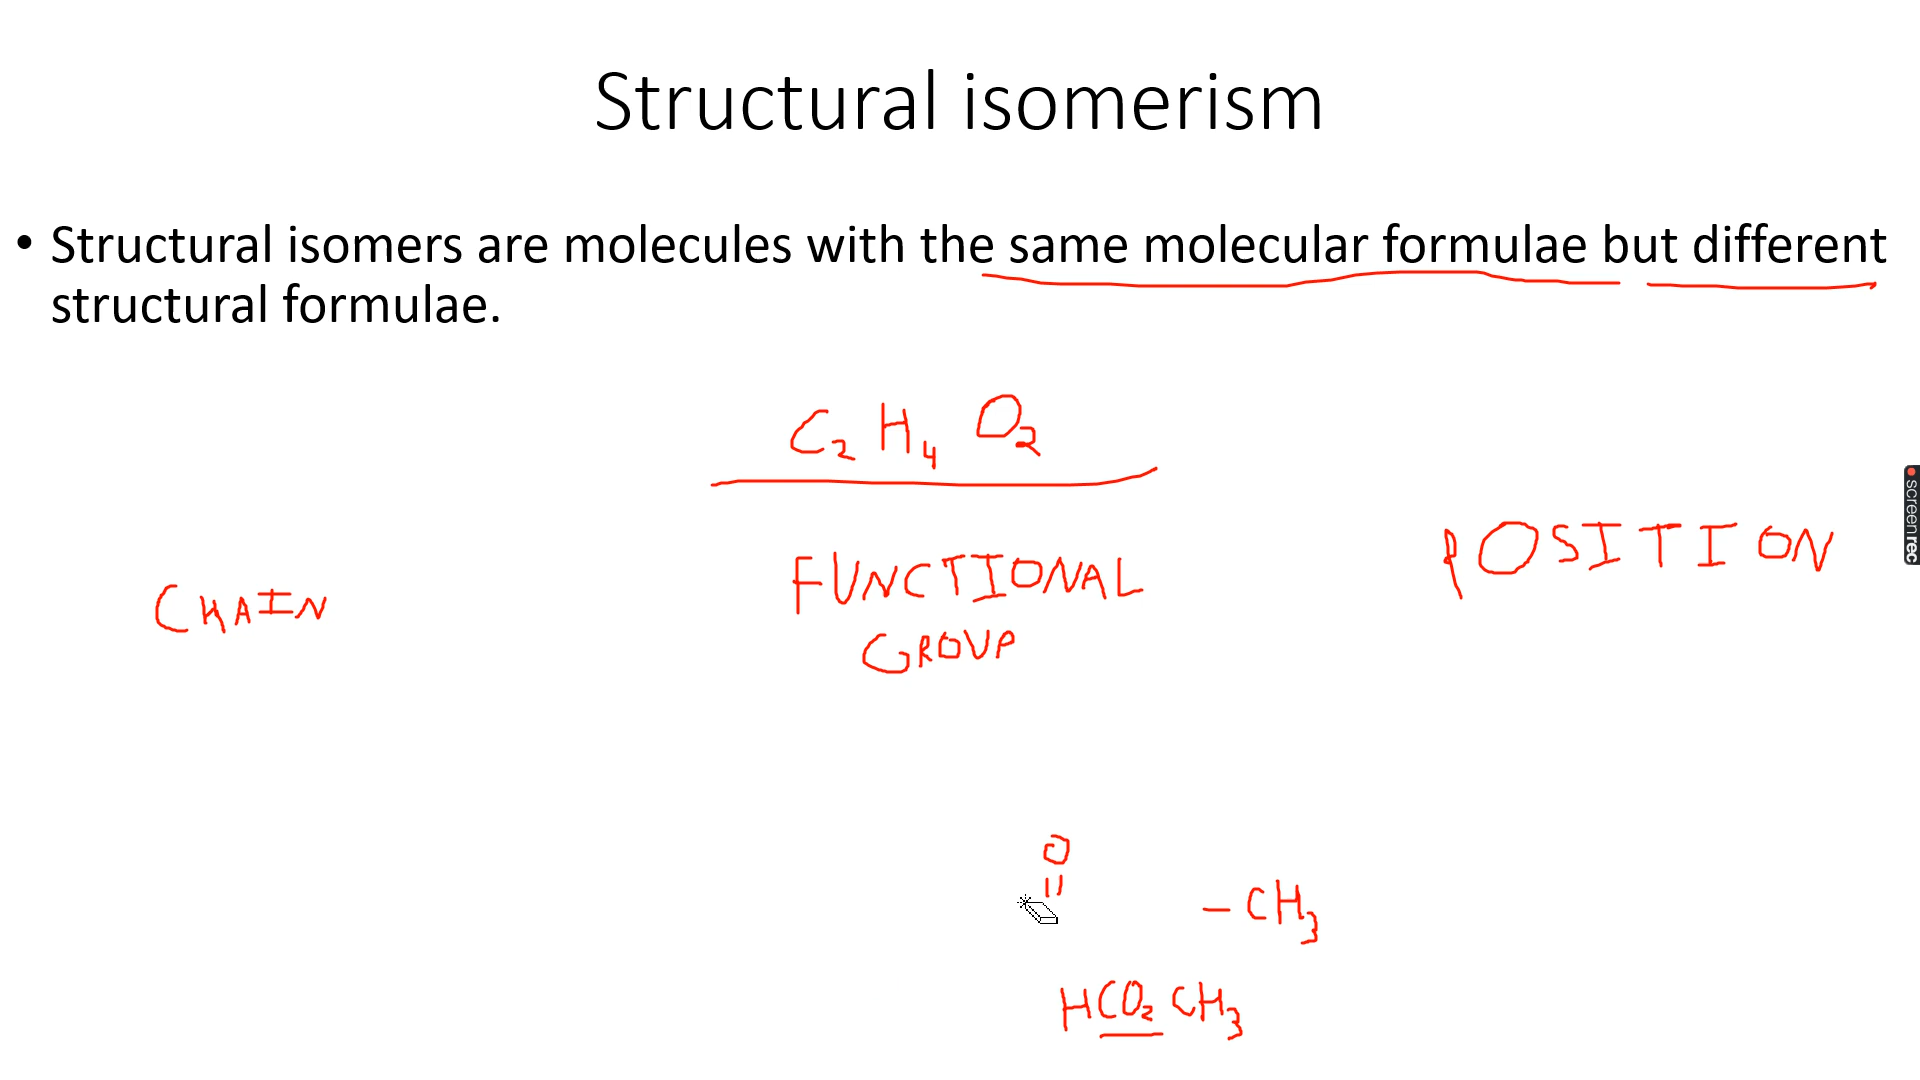 Structural isomerism
• Structural isomers are molecules with the same molecular formulae but different
structural formulae.
C₂H₄O₂
FUNCTIONAL
GROUP
CHAIN
POSITION
O
–CH₃
HCO₂CH₃
screenrec